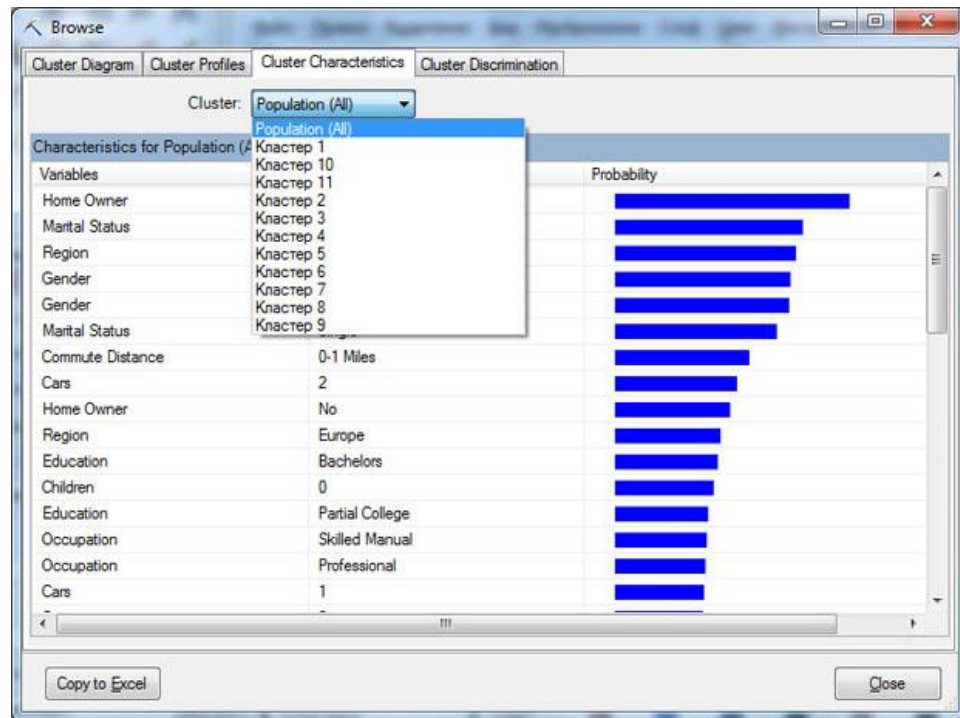 Browse
Cluster Diagram Cluster Profiles Cluster Characteristics Cluster Discrimination
Cluster: Population (All)
Population (All)
Кластер 1
Кластер 10
Кластер 11
Кластер 2
Кластер 3
Кластер 4
Кластер 5
Кластер 6
Кластер 7
Кластер 8
Кластер 9
Characteristics for Population (A
Variables Probability
Home Owner
Marital Status
Region
Gender
Gender
Marital Status
Commute Distance 0-1 Miles
Cars 2
Home Owner No
Region Europe
Education Bachelors
Children 0
Education Partial College
Occupation Skilled Manual
Occupation Professional
Cars 1
Copy to Excel Close